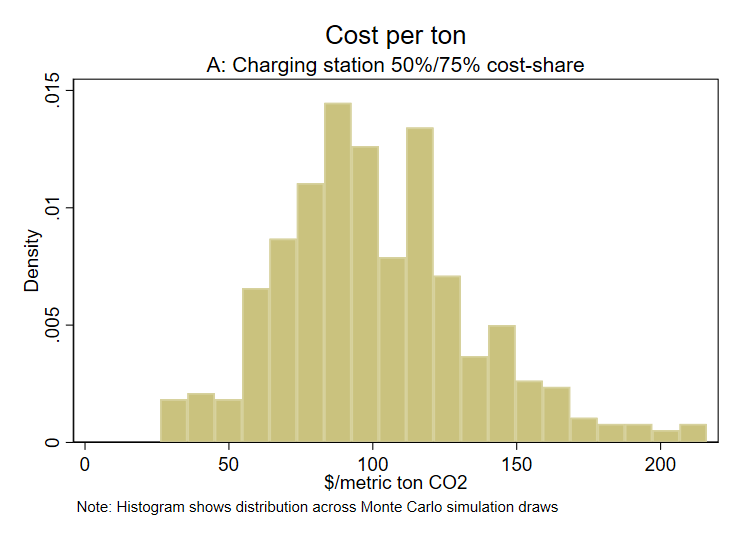 Cost per ton
A: Charging station 50%/75% cost-share
.015
.01
.005
0
Density
0 50 100 150 200
$/metric ton CO2
Note: Histogram shows distribution across Monte Carlo simulation draws